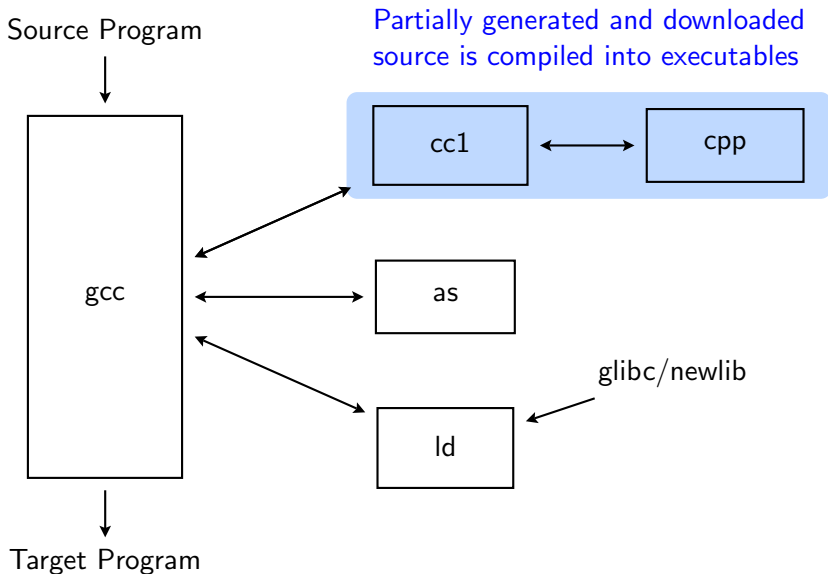 Source Program
Partially generated and downloaded
source is compiled into executables
cc1
cpp
gcc
as
glibc/newlib
ld
Target Program